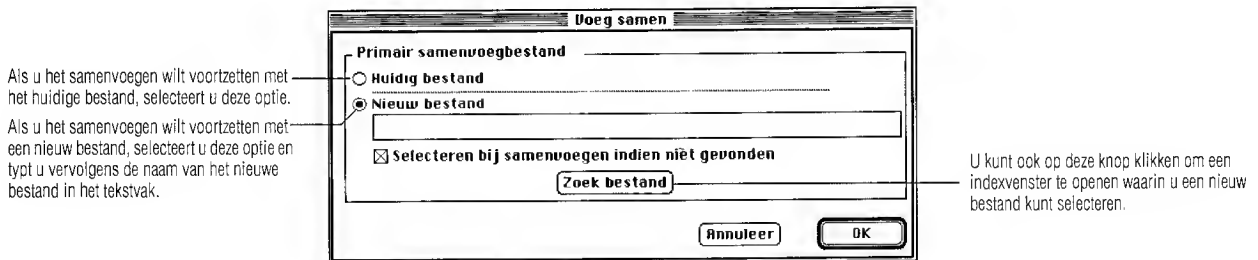 Voeg samen
Primair samenvoegbestand
Huidig bestand
Nieuw bestand
Selecteren bij samenvoegen indien niet gevonden
Zoek bestand
Annuleer
OK
Als u het samenvoegen wilt voortzetten met
het huidige bestand, selecteert u deze optie.
Als u het samenvoegen wilt voortzetten met
een nieuw bestand, selecteert u deze optie en
typt u vervolgens de naam van het nieuwe
bestand in het tekstvak.
U kunt ook op deze knop klikken om een
indexvenster te openen waarin u een nieuw
bestand kunt selecteren.